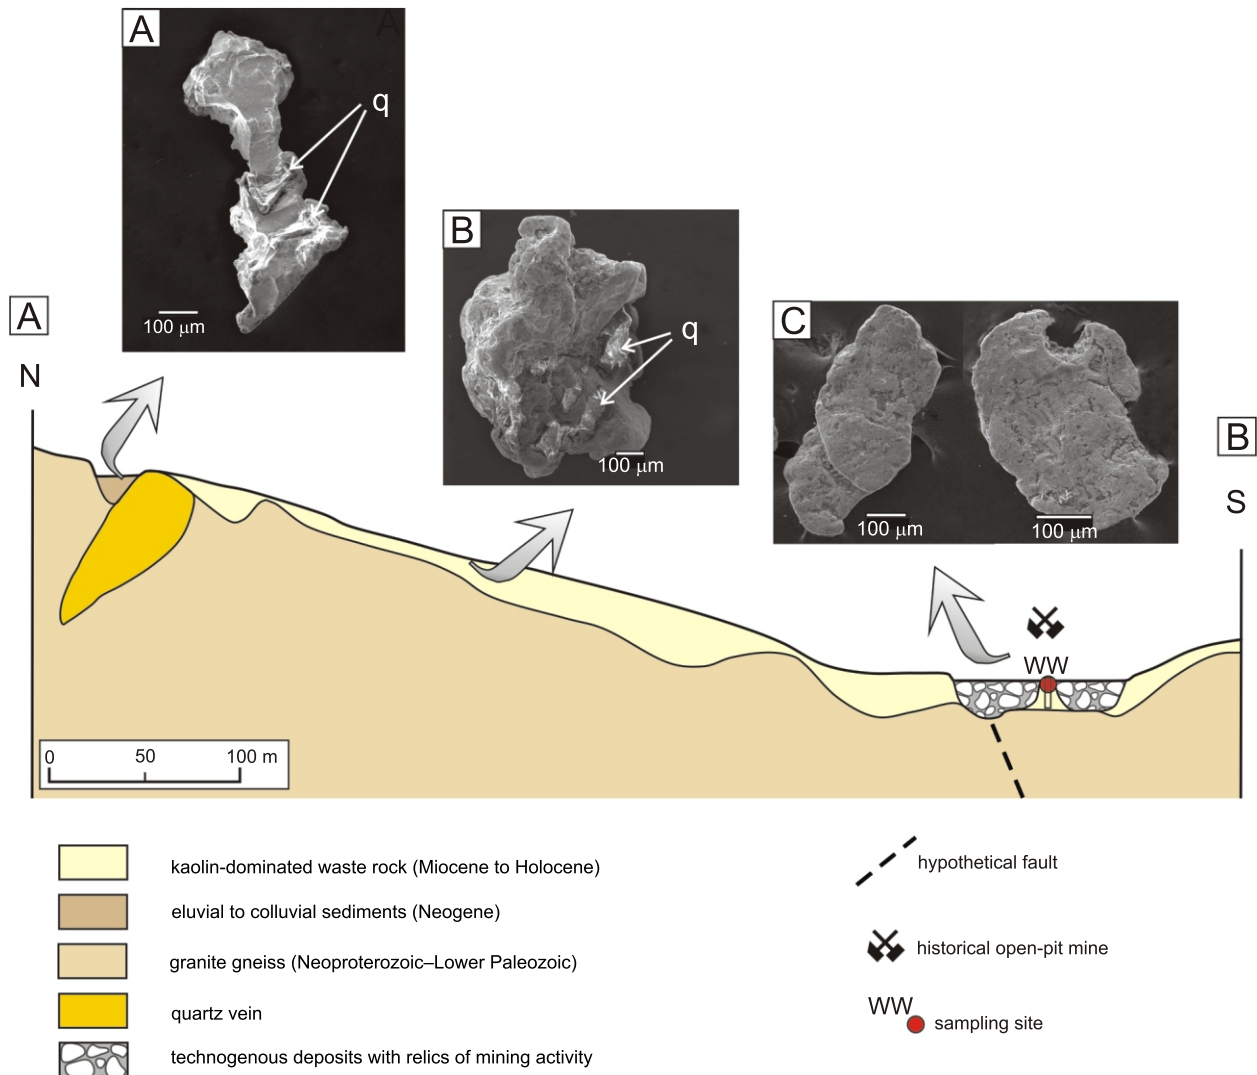 A
A
q
100 µm
B
q
100 µm
A
N
C
100 µm
100 µm
B
S
WW
0 50 100 m
kaolin-dominated waste rock (Miocene to Holocene)
eluvial to colluvial sediments (Neogene)
granite gneiss (Neoproterozoic–Lower Paleozoic)
quartz vein
technogenous deposits with relics of mining activity
hypothetical fault
historical open-pit mine
WW
sampling site